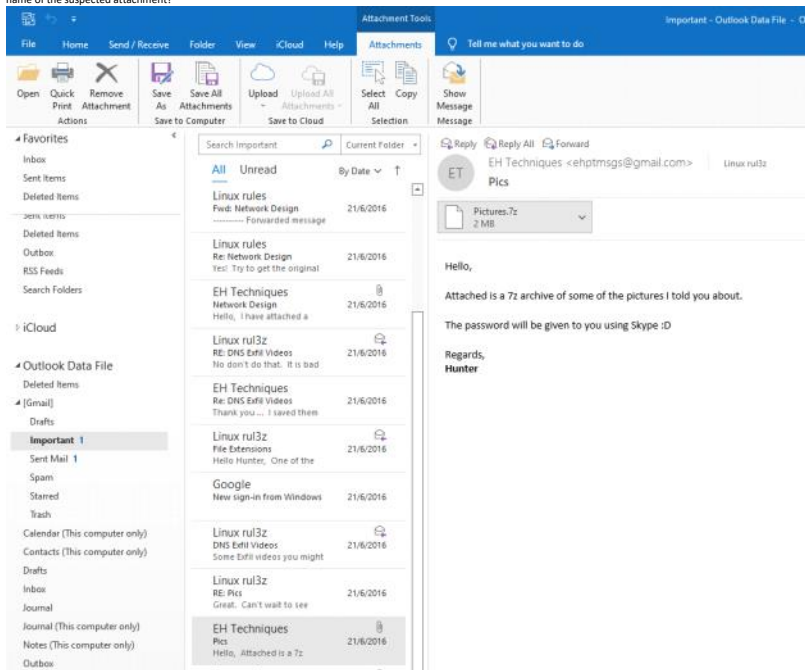 name of the suspected attachment?
Attachment Tools
Important - Outlook Data File - O
File Home Send / Receive Folder View iCloud Help Attachments Tell me what you want to do
Open Quick Print Remove Attachment Save As Save All Attachments Upload Upload All Attachments Select All Copy Show Message
Actions Save to Computer Save to Cloud Selection Message
Favorites
Inbox
Sent Items
Deleted Items
Sent Items
Deleted Items
Outbox
RSS Feeds
Search Folders
iCloud
Outlook Data File
Deleted Items
[Gmail]
Drafts
Important 1
Sent Mail 1
Spam
Starred
Trash
Calendar (This computer only)
Contacts (This computer only)
Drafts
Inbox
Journal
Journal (This computer only)
Notes (This computer only)
Outbox
Search Important Current Folder
All Unread By Date
Linux rules
Fwd: Network Design 21/6/2016
---------- Forwarded message
Linux rules
Re: Network Design 21/6/2016
Yes! Try to get the original
EH Techniques
Network Design 21/6/2016
Hello, I have attached a
Linux rul3z
RE: DNS Exfil Videos 21/6/2016
No don't do that. It is bad
EH Techniques
Re: DNS Exfil Videos 21/6/2016
Thank you ... I saved them
Linux rul3z
File Extensions 21/6/2016
Hello Hunter, One of the
Google
New sign-in from Windows 21/6/2016
Linux rul3z
DNS Exfil Videos 21/6/2016
Some Exfil videos you might
Linux rul3z
RE: Pics 21/6/2016
Great. Can't wait to see
EH Techniques
Pics 21/6/2016
Hello, Attached is a 7z
Reply Reply All Forward
ET
EH Techniques <ehptmsgs@gmail.com> Linux rul3z
Pics
Pictures.7z
2 MB
Hello,
Attached is a 7z archive of some of the pictures I told you about.
The password will be given to you using Skype :D
Regards,
Hunter